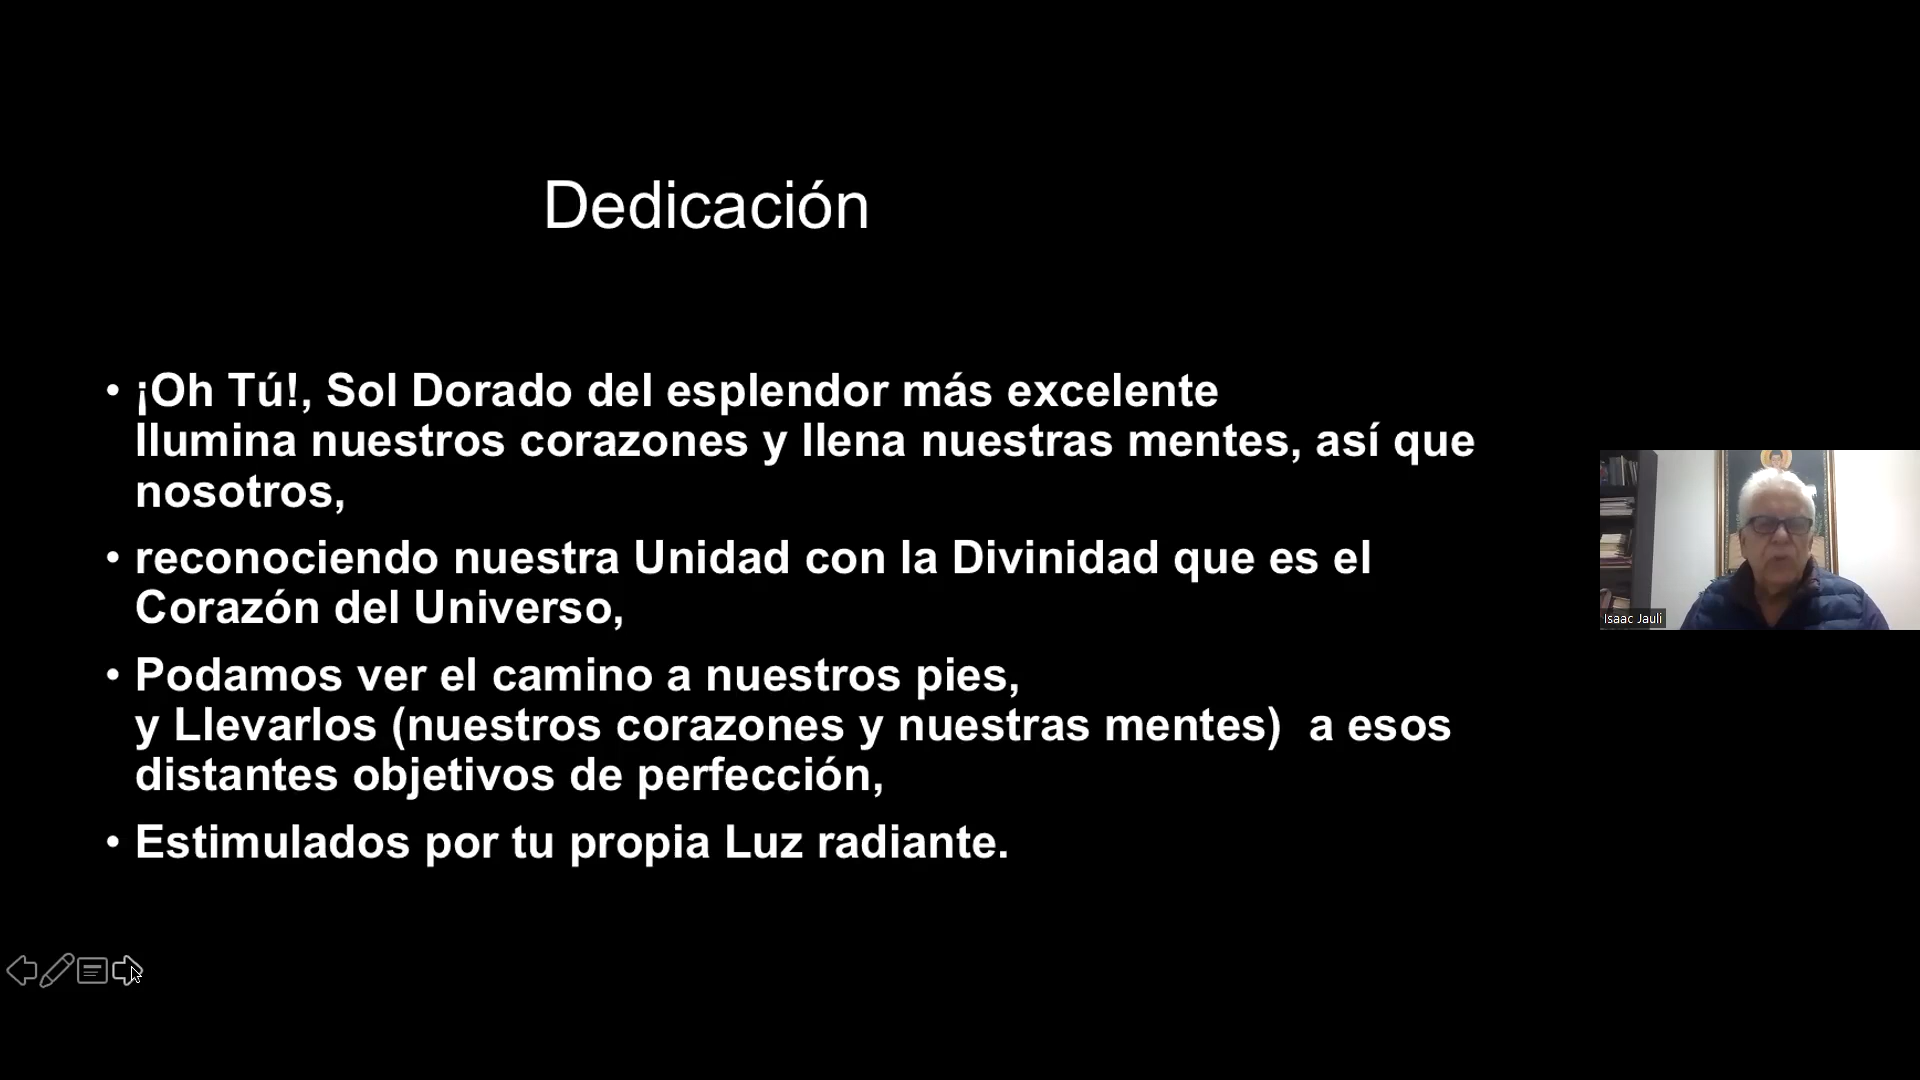 Dedicación
• ¡Oh Tú!, Sol Dorado del esplendor más excelente
Ilumina nuestros corazones y llena nuestras mentes, así que
nosotros,
• reconociendo nuestra Unidad con la Divinidad que es el
Corazón del Universo,
• Podamos ver el camino a nuestros pies,
y Llevarlos (nuestros corazones y nuestras mentes)  a esos
distantes objetivos de perfección,
• Estimulados por tu propia Luz radiante.
Isaac Jauli